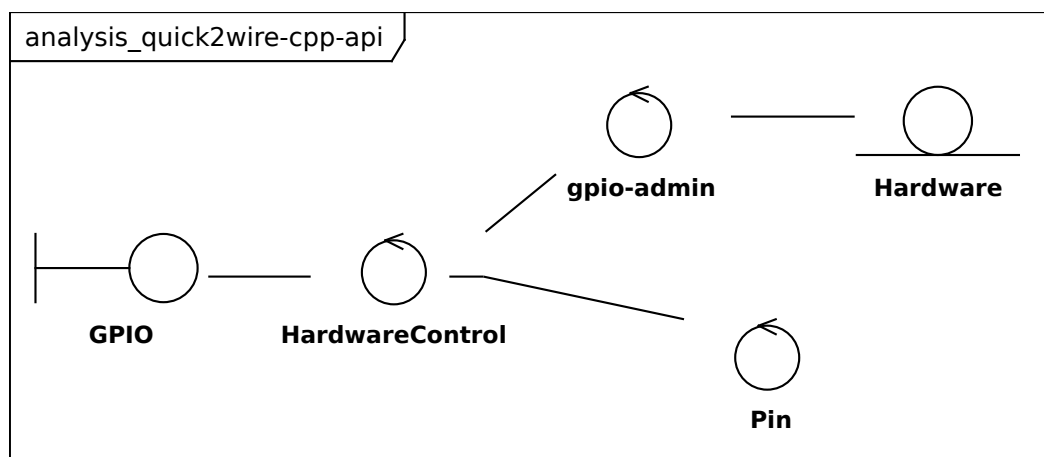 analysis_quick2wire-cpp-api
gpio-admin
Hardware
GPIO
HardwareControl
Pin